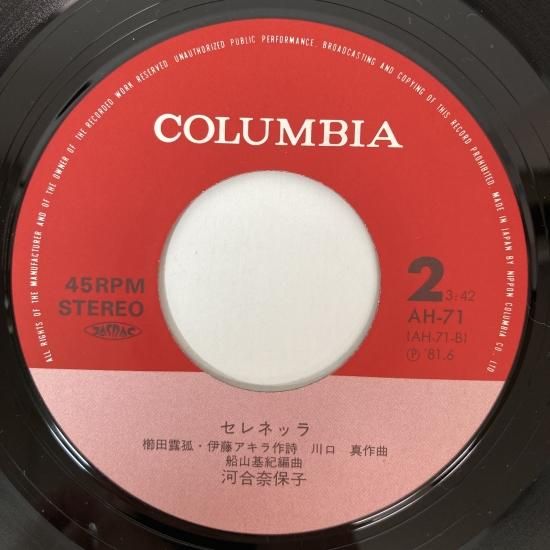 ALL RIGHTS OF THE MANUFACTURER AND OF THE OWNER OF THE RECORDED WORK RESERVED. UNAUTHORIZED PUBLIC PERFORMANCE. BROADCASTING AND COPYING OF THIS RECORD PROHIBITED. MADE IN JAPAN BY NIPPON COLUMBIA CO., LTD
COLUMBIA
45RPM
STEREO
JASRAC
2 3:42
AH-71
(AH-71-B)
Ⓟ '81.6
セレネッラ
櫛田露孤・伊藤アキラ作詩 川口 真作曲
船山基紀編曲
河合奈保子